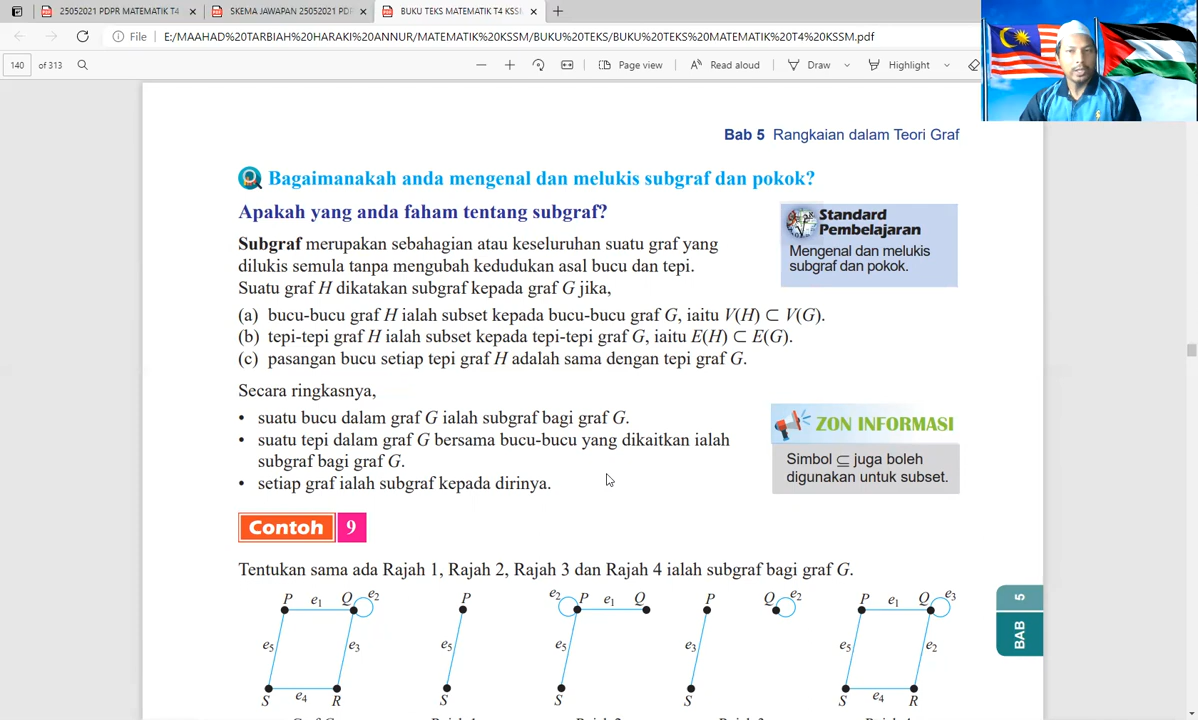 25052021 PDPR MATEMATIK T4
SKEMA JAWAPAN 25052021 PDF
BUKU TEKS MATEMATIK T4 KSSM
File
E:/MAAHAD%20TARBIAH%20HARAKI%20ANNUR/MATEMATIK%20KSSM/BUKU%20TEKS/BUKU%20TEKS%20MATEMATIK%20T4%20KSSM.pdf
140 of 313
Page view
Read aloud
Draw
Highlight
Bab 5 Rangkaian dalam Teori Graf
Bagaimanakah anda mengenal dan melukis subgraf dan pokok?
Apakah yang anda faham tentang subgraf?
Subgraf merupakan sebahagian atau keseluruhan suatu graf yang
dilukis semula tanpa mengubah kedudukan asal bucu dan tepi.
Suatu graf H dikatakan subgraf kepada graf G jika,
(a) bucu-bucu graf H ialah subset kepada bucu-bucu graf G, iaitu V(H) ⊂ V(G).
(b) tepi-tepi graf H ialah subset kepada tepi-tepi graf G, iaitu E(H) ⊂ E(G).
(c) pasangan bucu setiap tepi graf H adalah sama dengan tepi graf G.
Standard
Pembelajaran
Mengenal dan melukis
subgraf dan pokok.
Secara ringkasnya,
• suatu bucu dalam graf G ialah subgraf bagi graf G.
• suatu tepi dalam graf G bersama bucu-bucu yang dikaitkan ialah
subgraf bagi graf G.
• setiap graf ialah subgraf kepada dirinya.
ZON INFORMASI
Simbol ⊆ juga boleh
digunakan untuk subset.
Contoh 9
Tentukan sama ada Rajah 1, Rajah 2, Rajah 3 dan Rajah 4 ialah subgraf bagi graf G.
P e1 Q e2
e5 e3
S e4 R
P
e5
S
e2 P e1 Q
e5
S
P Q e2
e3
S
P e1 Q e3
e5 e2
S e4 R
5
BAB